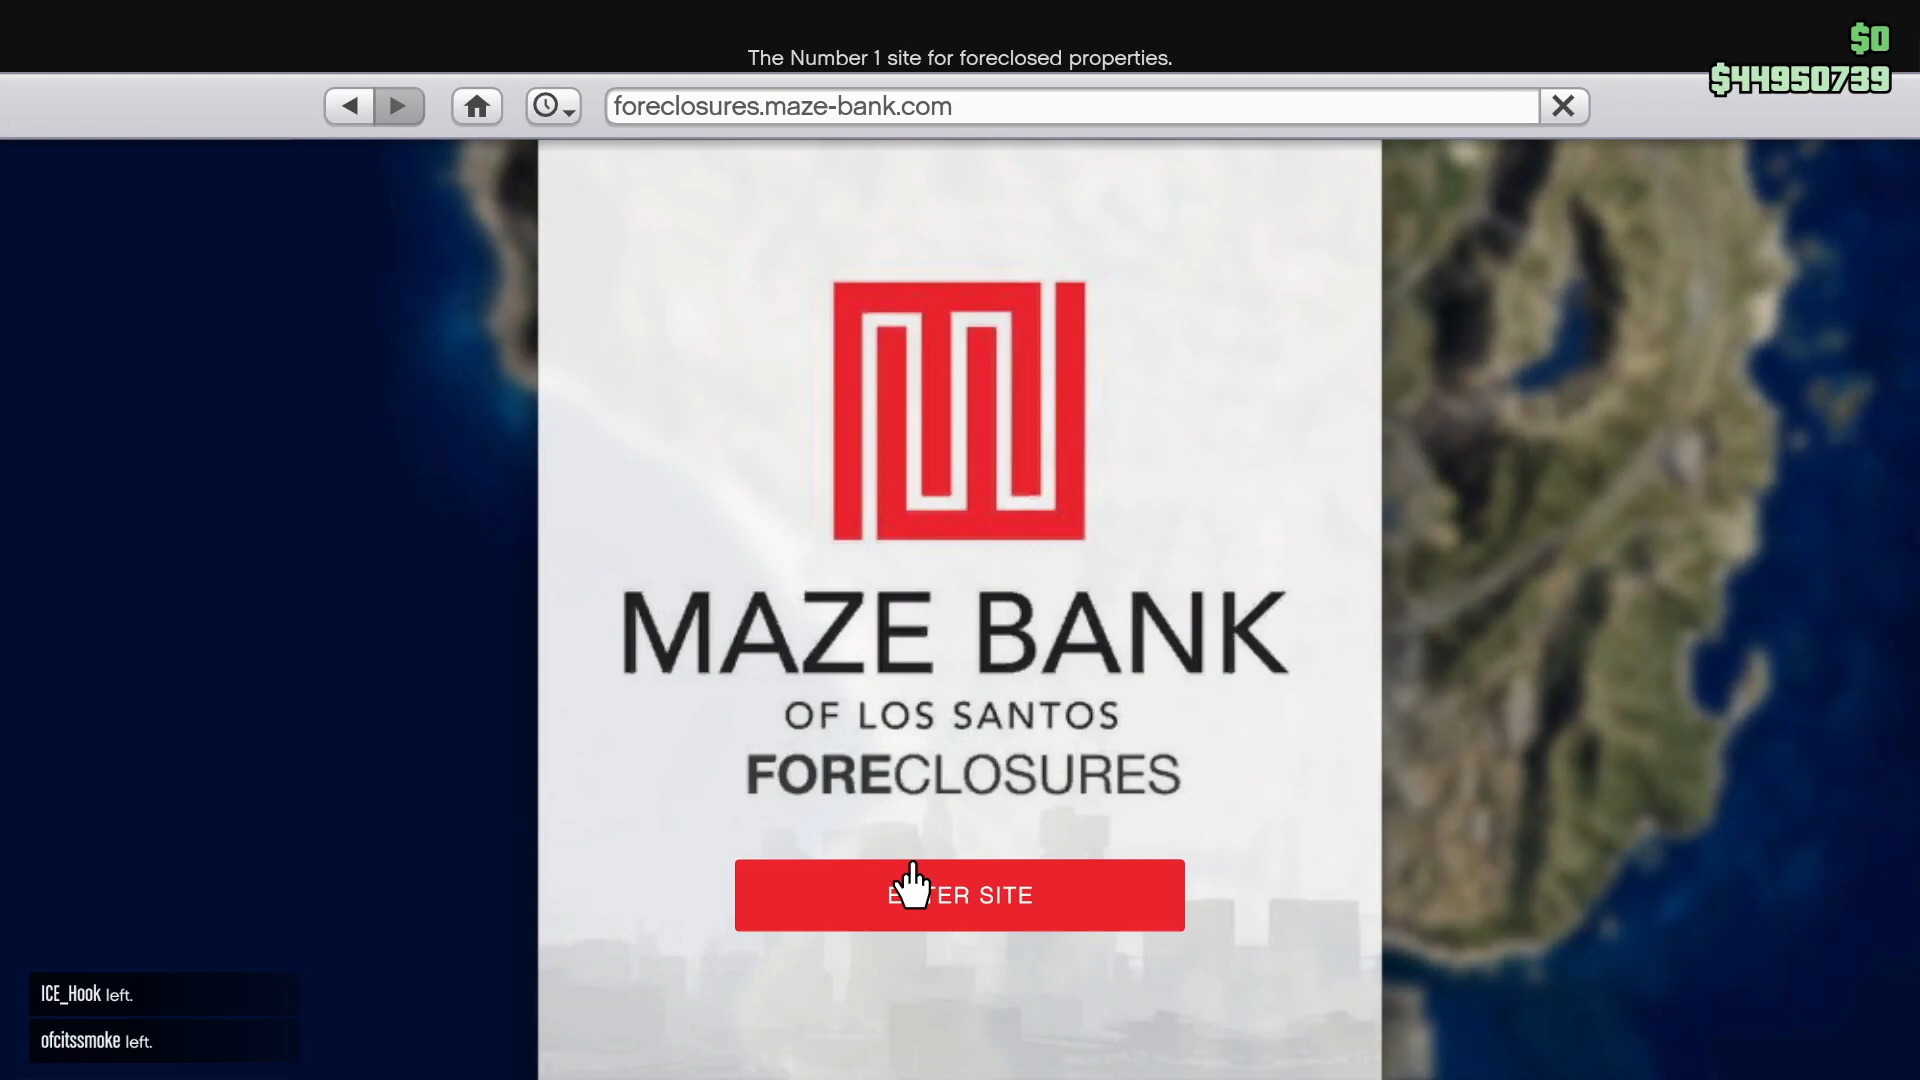 $0
The Number 1 site for foreclosed properties.
$44950739
foreclosures.maze-bank.com
MAZE BANK
OF LOS SANTOS
FORECLOSURES
ENTER SITE
ICE_Hook left.
ofcitssmoke left.